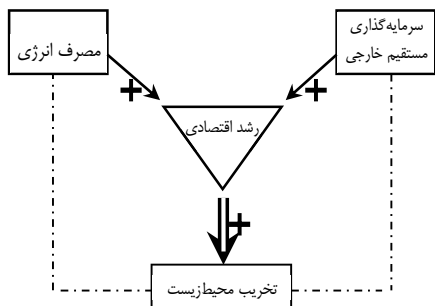 سرمایه‌گذاری
مستقیم خارجی
مصرف انرژی
+
+
رشد اقتصادی
+
تخریب محیط‌زیست